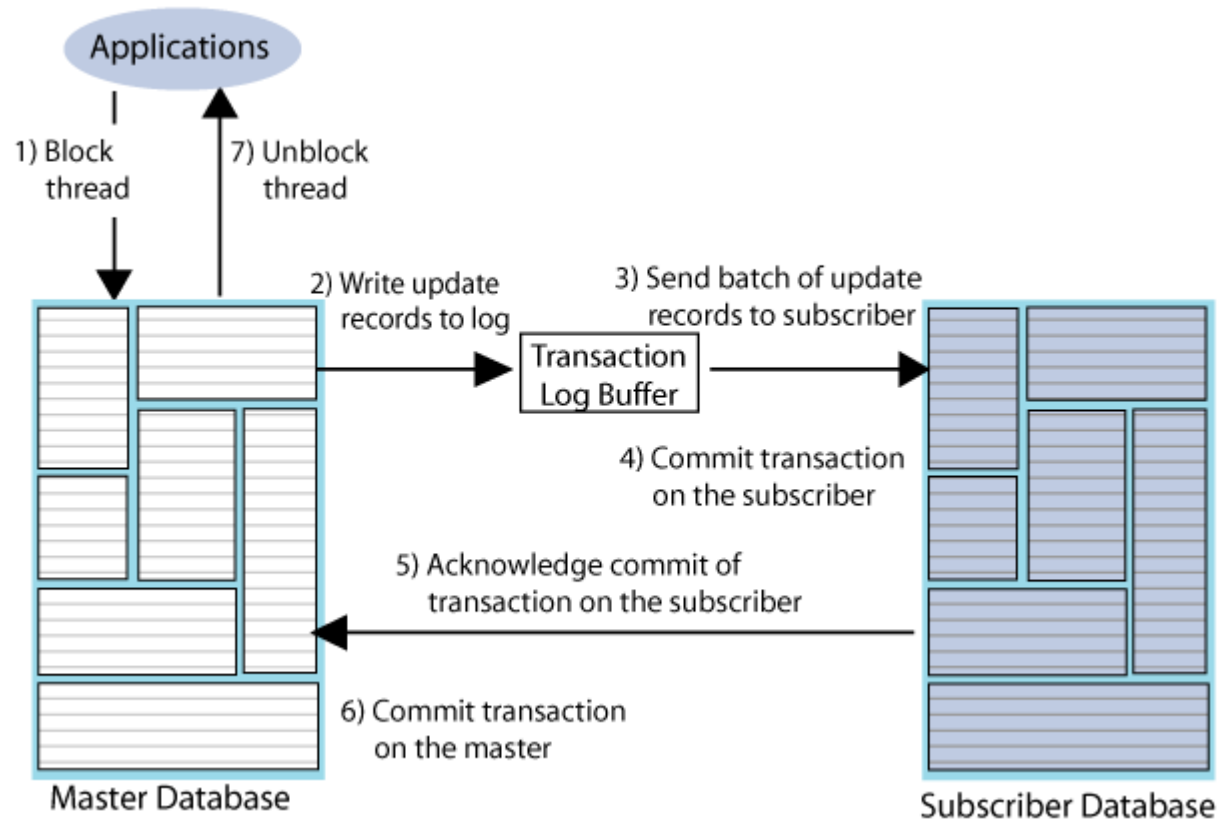 Applications
1) Block
thread
7) Unblock
thread
2) Write update
records to log
3) Send batch of update
records to subscriber
Transaction
Log Buffer
4) Commit transaction
on the subscriber
5) Acknowledge commit of
transaction on the subscriber
6) Commit transaction
on the master
Master Database
Subscriber Database